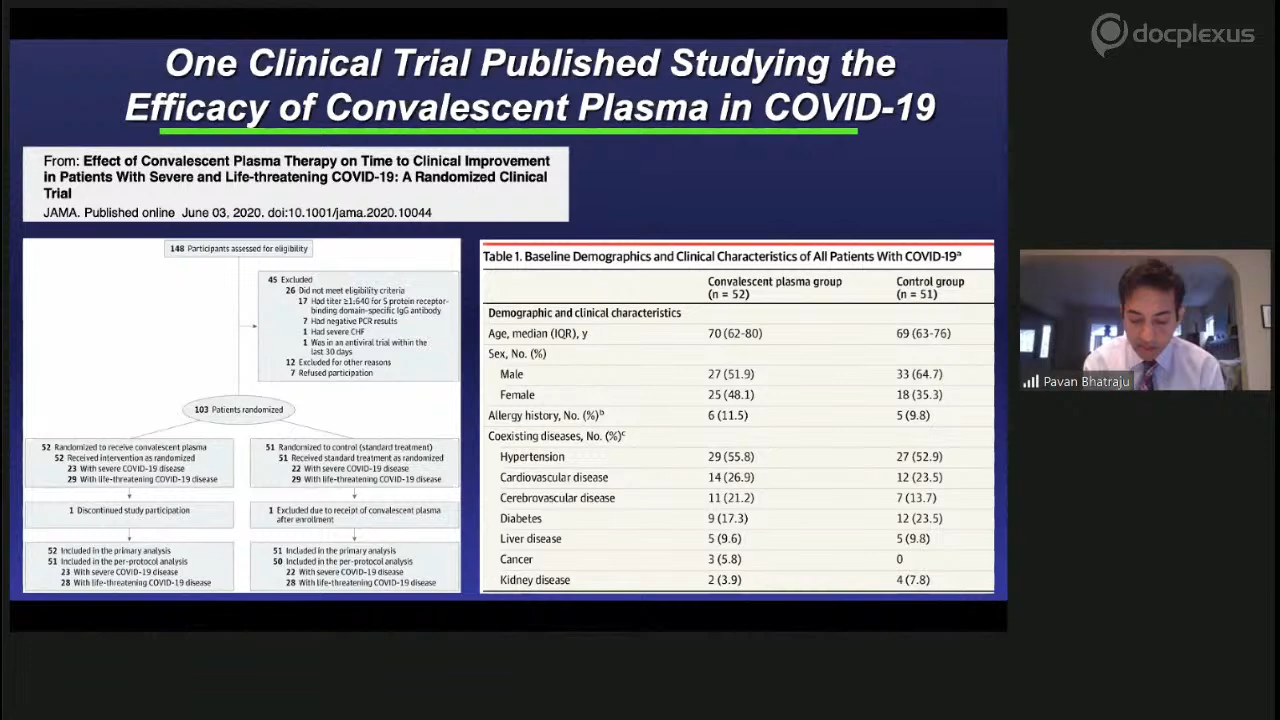 docplexus
One Clinical Trial Published Studying the
Efficacy of Convalescent Plasma in COVID-19
From: Effect of Convalescent Plasma Therapy on Time to Clinical Improvement
in Patients With Severe and Life-threatening COVID-19: A Randomized Clinical
Trial
JAMA. Published online June 03, 2020. doi:10.1001/jama.2020.10044
148 Participants assessed for eligibility
45 Excluded
26 Did not meet eligibility criteria
17 Had titer ≥1:640 for S protein receptor-
binding domain-specific IgG antibody
7 Had negative PCR results
1 Had severe CHF
1 Was in an antiviral trial within the
last 30 days
12 Excluded for other reasons
7 Refused participation
103 Patients randomized
52 Randomized to receive convalescent plasma
52 Received intervention as randomized
23 With severe COVID-19 disease
29 With life-threatening COVID-19 disease
51 Randomized to control (standard treatment)
51 Received standard treatment as randomized
22 With severe COVID-19 disease
29 With life-threatening COVID-19 disease
1 Discontinued study participation
1 Excluded due to receipt of convalescent plasma
after enrollment
52 Included in the primary analysis
51 Included in the per-protocol analysis
23 With severe COVID-19 disease
28 With life-threatening COVID-19 disease
51 Included in the primary analysis
50 Included in the per-protocol analysis
22 With severe COVID-19 disease
28 With life-threatening COVID-19 disease
Table 1. Baseline Demographics and Clinical Characteristics of All Patients With COVID-19ᵃ
Convalescent plasma group Control group
(n = 52) (n = 51)
Demographic and clinical characteristics
Age, median (IQR), y 70 (62-80) 69 (63-76)
Sex, No. (%)
Male 27 (51.9) 33 (64.7)
Female 25 (48.1) 18 (35.3)
Allergy history, No. (%)ᵇ 6 (11.5) 5 (9.8)
Coexisting diseases, No. (%)ᶜ
Hypertension 29 (55.8) 27 (52.9)
Cardiovascular disease 14 (26.9) 12 (23.5)
Cerebrovascular disease 11 (21.2) 7 (13.7)
Diabetes 9 (17.3) 12 (23.5)
Liver disease 5 (9.6) 5 (9.8)
Cancer 3 (5.8) 0
Kidney disease 2 (3.9) 4 (7.8)
Pavan Bhatraju